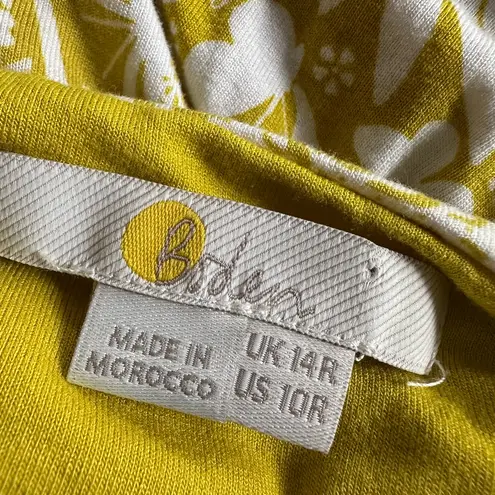 Boden
MADE IN
MOROCCO
UK 14R
US 10R